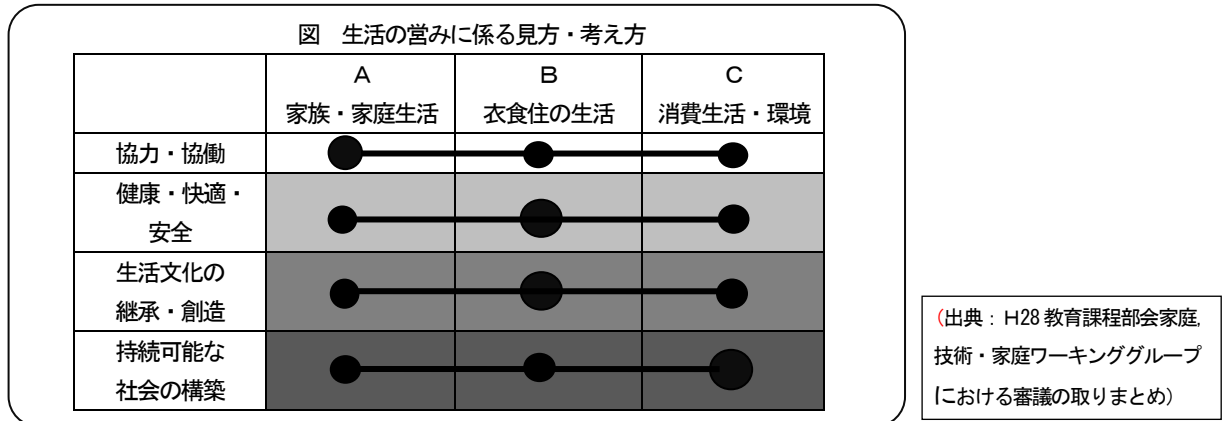 図 生活の営みに係る見方・考え方
A
家族・家庭生活
B
衣食住の生活
C
消費生活・環境
協力・協働
健康・快適・
安全
生活文化の
継承・創造
持続可能な
社会の構築
(出典:H28 教育課程部会家庭,
技術・家庭ワーキンググループ
における審議の取りまとめ)